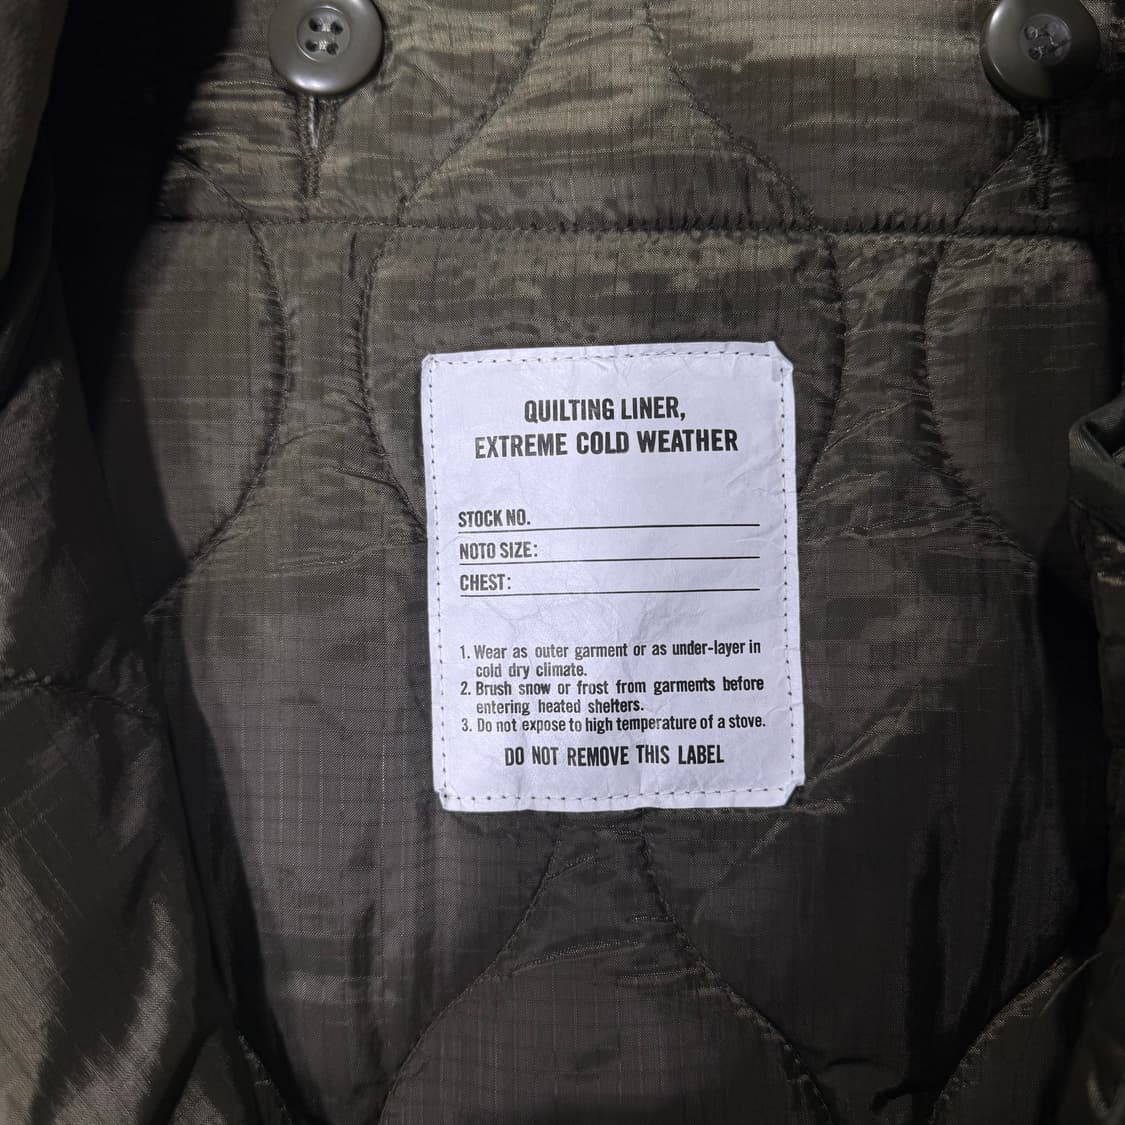 QUILTING LINER,
EXTREME COLD WEATHER
STOCK NO.
NOTO SIZE:
CHEST:
1. Wear as outer garment or as under-layer in
cold dry climate.
2. Brush snow or frost from garments before
entering heated shelters.
3. Do not expose to high temperature of a stove.
DO NOT REMOVE THIS LABEL